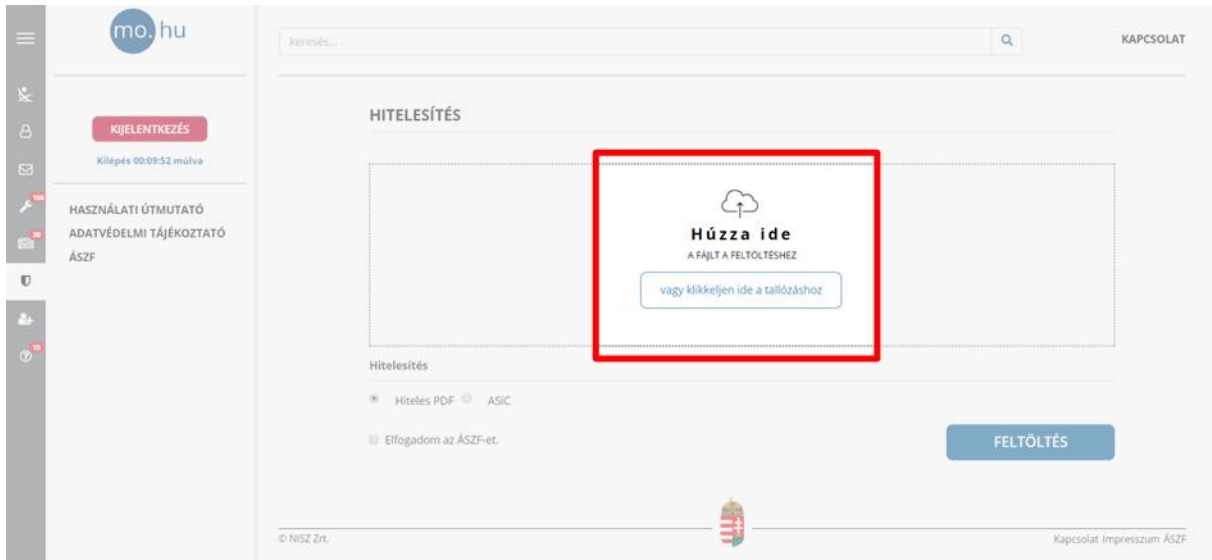 mo.hu
keresés...
KAPCSOLAT
KIJELENTKEZÉS
Kilépés 00:09:52 múlva
HASZNÁLATI ÚTMUTATÓ
ADATVÉDELMI TÁJÉKOZTATÓ
ÁSZF
HITELESÍTÉS
Húzza ide
A FÁJLT A FELTÖLTÉSHEZ
vagy klikkeljen ide a tallózáshoz
Hitelesítés
Hiteles PDF ASiC
Elfogadom az ÁSZF-et.
FELTÖLTÉS
© NISZ Zrt.
Kapcsolat Impresszum ÁSZF